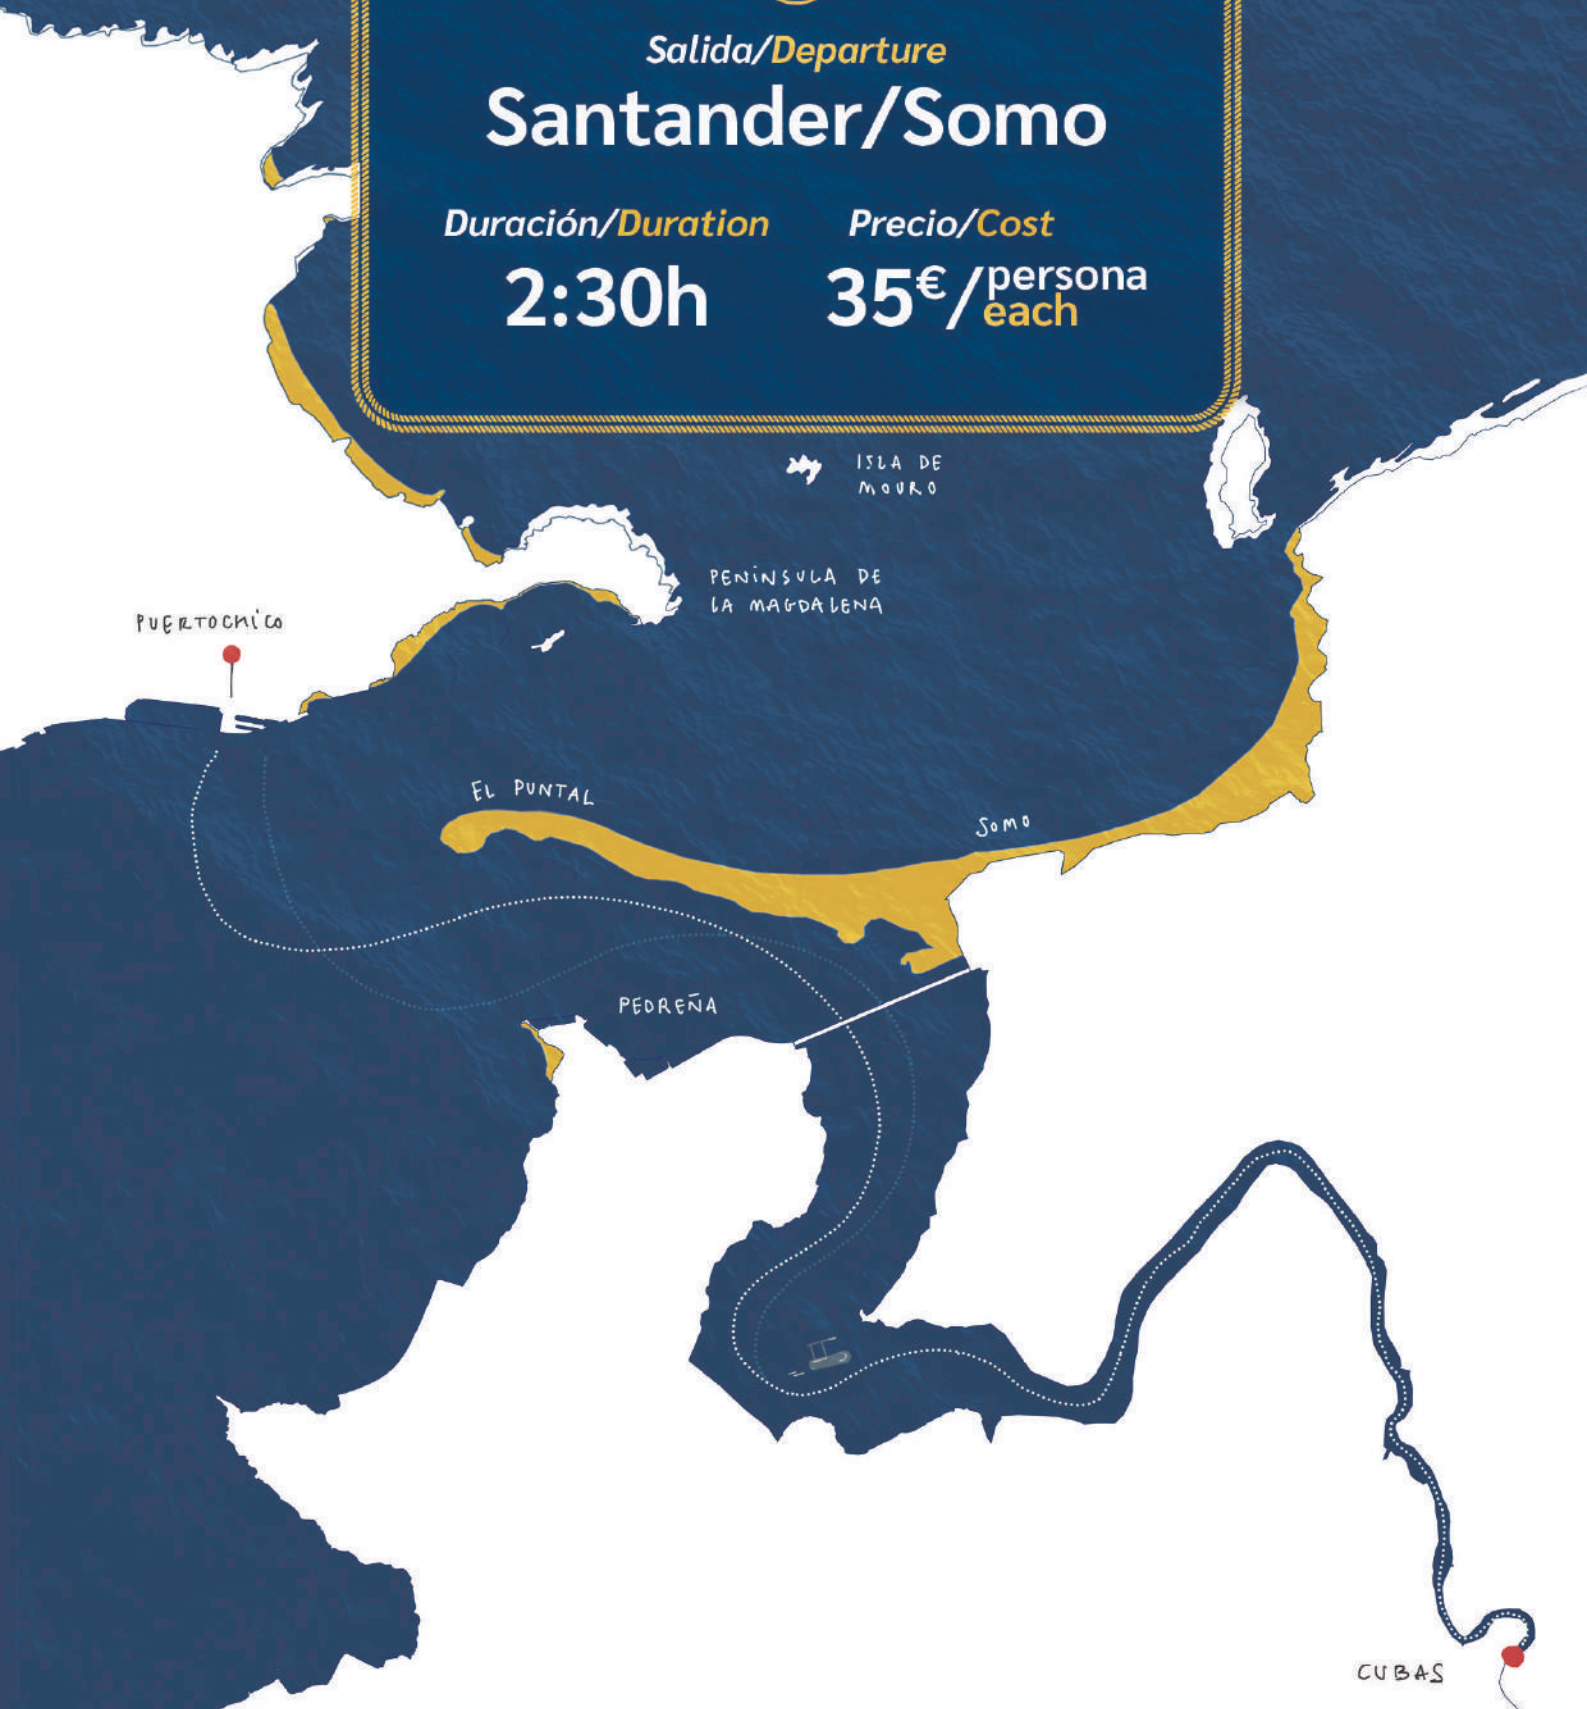 Salida/Departure
Santander/Somo
Duración/Duration
Precio/Cost
2:30h
35€/persona
each
ISLA DE
MOURO
PENÍNSULA DE
LA MAGDALENA
PUERTOCHICO
EL PUNTAL
SOMO
PEDREÑA
CUBAS